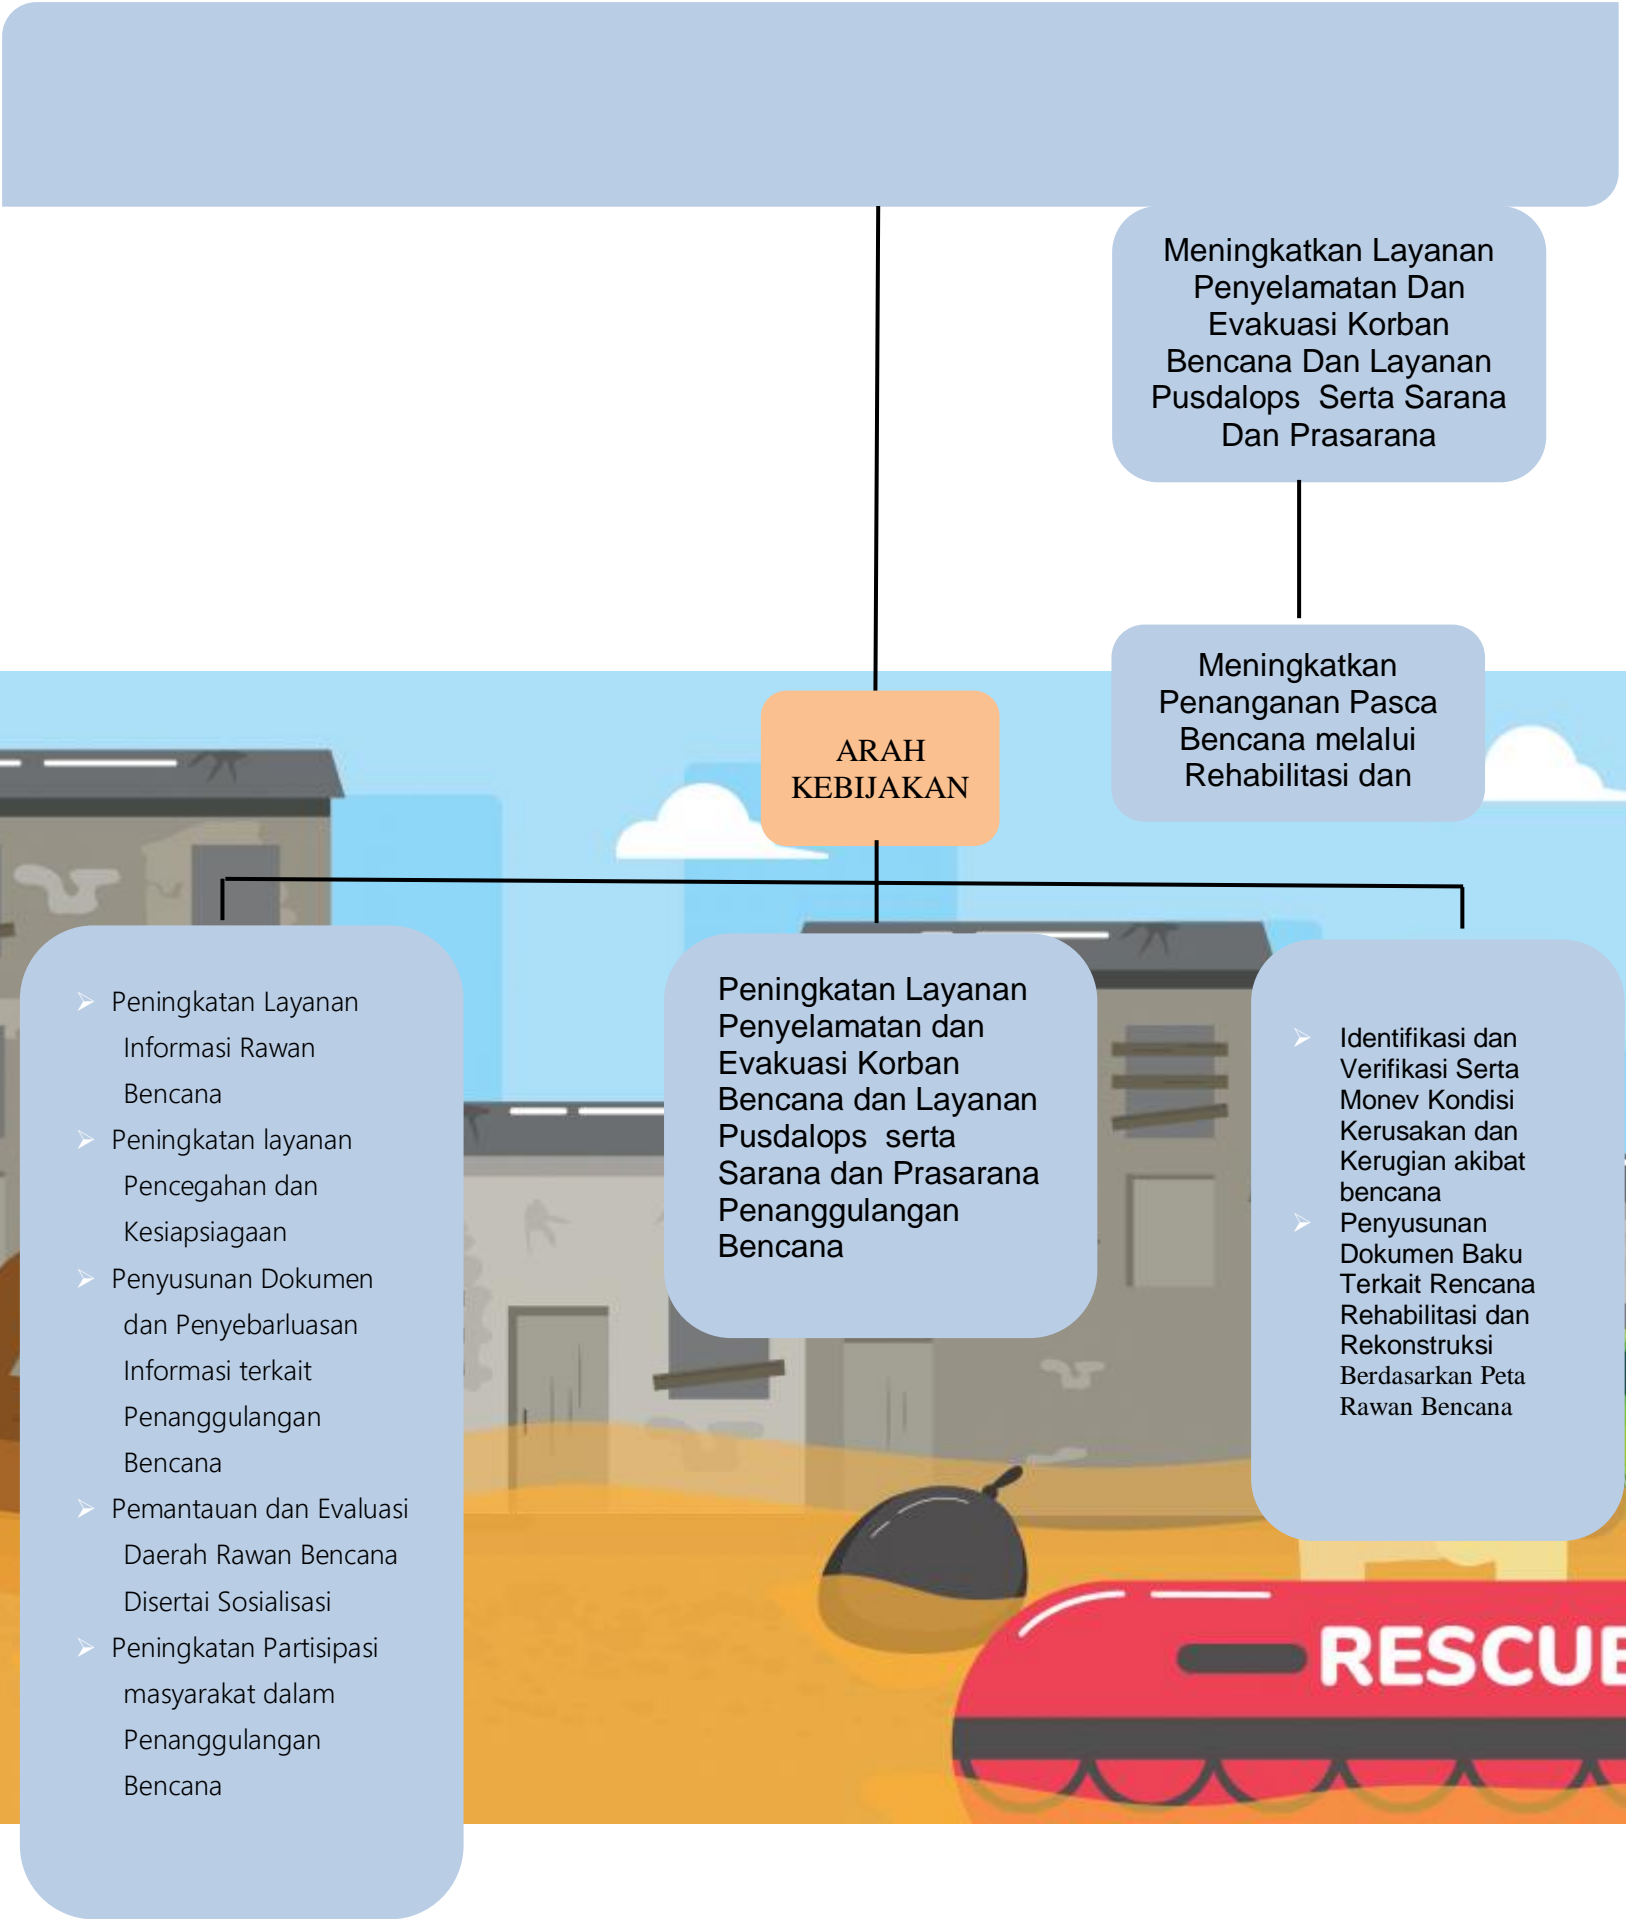 Meningkatkan Layanan
Penyelamatan Dan
Evakuasi Korban
Bencana Dan Layanan
Pusdalops Serta Sarana
Dan Prasarana
Meningkatkan
Penanganan Pasca
Bencana melalui
Rehabilitasi dan
ARAH
KEBIJAKAN
➢ Peningkatan Layanan
Informasi Rawan
Bencana
➢ Peningkatan layanan
Pencegahan dan
Kesiapsiagaan
➢ Penyusunan Dokumen
dan Penyebarluasan
Informasi terkait
Penanggulangan
Bencana
➢ Pemantauan dan Evaluasi
Daerah Rawan Bencana
Disertai Sosialisasi
➢ Peningkatan Partisipasi
masyarakat dalam
Penanggulangan
Bencana
Peningkatan Layanan
Penyelamatan dan
Evakuasi Korban
Bencana dan Layanan
Pusdalops serta
Sarana dan Prasarana
Penanggulangan
Bencana
➢ Identifikasi dan
Verifikasi Serta
Monev Kondisi
Kerusakan dan
Kerugian akibat
bencana
➢ Penyusunan
Dokumen Baku
Terkait Rencana
Rehabilitasi dan
Rekonstruksi
Berdasarkan Peta
Rawan Bencana
RESCUE